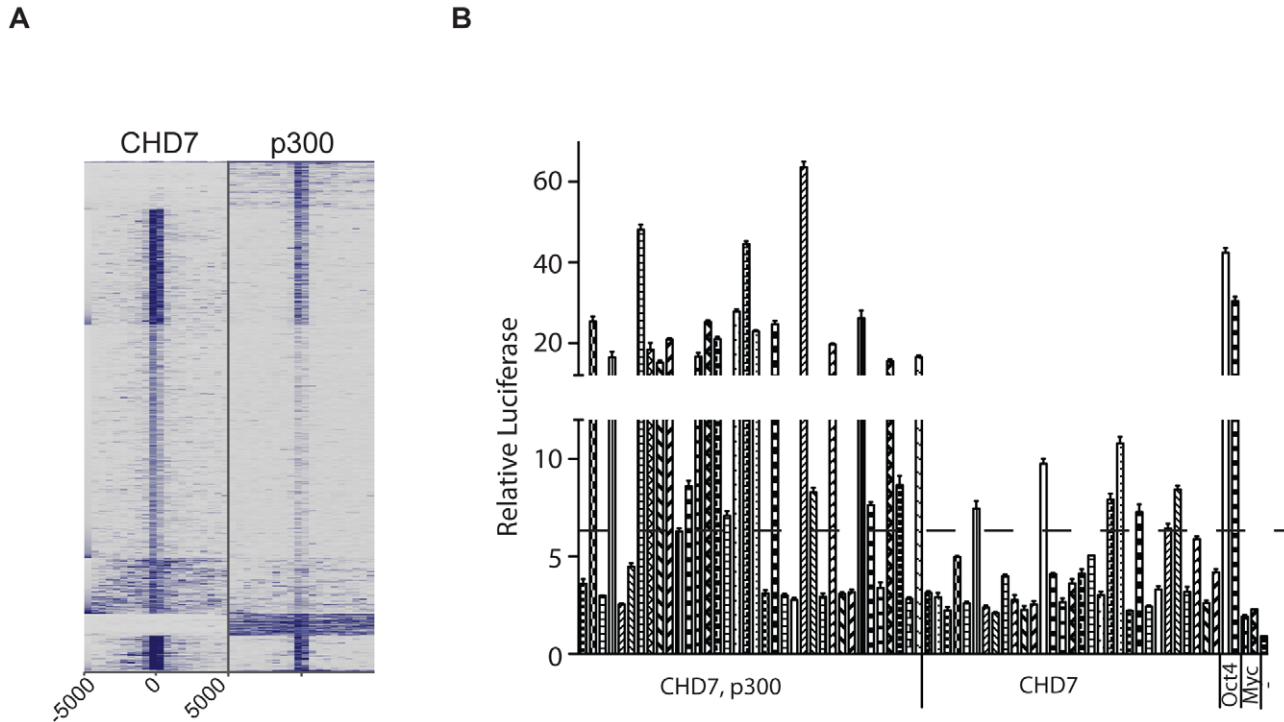 A
B
CHD7 p300
-5000 0 5000
Relative Luciferase
60
40
20
10
5
0
CHD7, p300
CHD7
Oct4
Myc
-